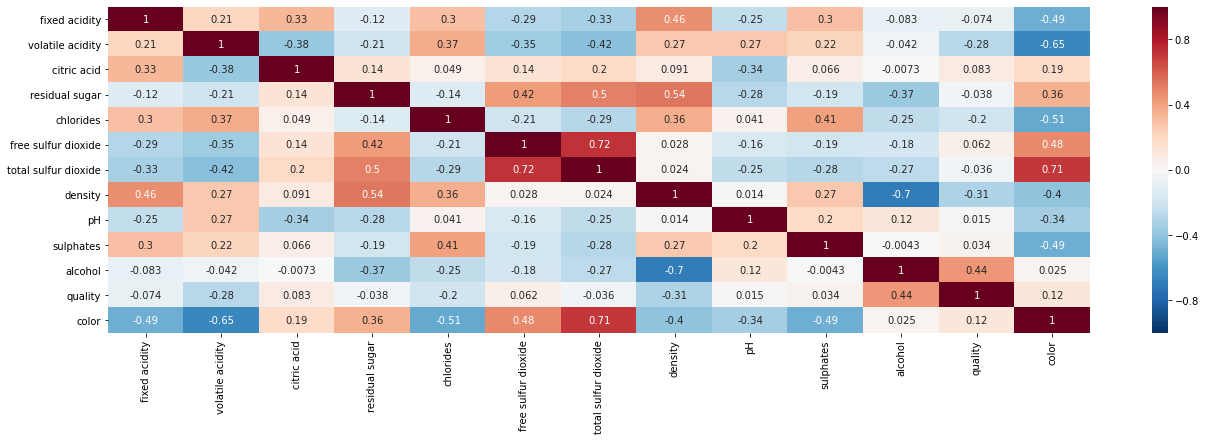 fixed acidity 1 0.21 0.33 -0.12 0.3 -0.29 -0.33 0.46 -0.25 0.3 -0.083 -0.074 -0.49
volatile acidity 0.21 1 -0.38 -0.21 0.37 -0.35 -0.42 0.27 0.27 0.22 -0.042 -0.28 -0.65
citric acid 0.33 -0.38 1 0.14 0.049 0.14 0.2 0.091 -0.34 0.066 -0.0073 0.083 0.19
residual sugar -0.12 -0.21 0.14 1 -0.14 0.42 0.5 0.54 -0.28 -0.19 -0.37 -0.038 0.36
chlorides 0.3 0.37 0.049 -0.14 1 -0.21 -0.29 0.36 0.041 0.41 -0.25 -0.2 -0.51
free sulfur dioxide -0.29 -0.35 0.14 0.42 -0.21 1 0.72 0.028 -0.16 -0.19 -0.18 0.062 0.48
total sulfur dioxide -0.33 -0.42 0.2 0.5 -0.29 0.72 1 0.024 -0.25 -0.28 -0.27 -0.036 0.71
density 0.46 0.27 0.091 0.54 0.36 0.028 0.024 1 0.014 0.27 -0.7 -0.31 -0.4
pH -0.25 0.27 -0.34 -0.28 0.041 -0.16 -0.25 0.014 1 0.2 0.12 0.015 -0.34
sulphates 0.3 0.22 0.066 -0.19 0.41 -0.19 -0.28 0.27 0.2 1 -0.0043 0.034 -0.49
alcohol -0.083 -0.042 -0.0073 -0.37 -0.25 -0.18 -0.27 -0.7 0.12 -0.0043 1 0.44 0.025
quality -0.074 -0.28 0.083 -0.038 -0.2 0.062 -0.036 -0.31 0.015 0.034 0.44 1 0.12
color -0.49 -0.65 0.19 0.36 -0.51 0.48 0.71 -0.4 -0.34 -0.49 0.025 0.12 1
fixed acidity
volatile acidity
citric acid
residual sugar
chlorides
free sulfur dioxide
total sulfur dioxide
density
pH
sulphates
alcohol
quality
color
0.8
0.4
0.0
-0.4
-0.8